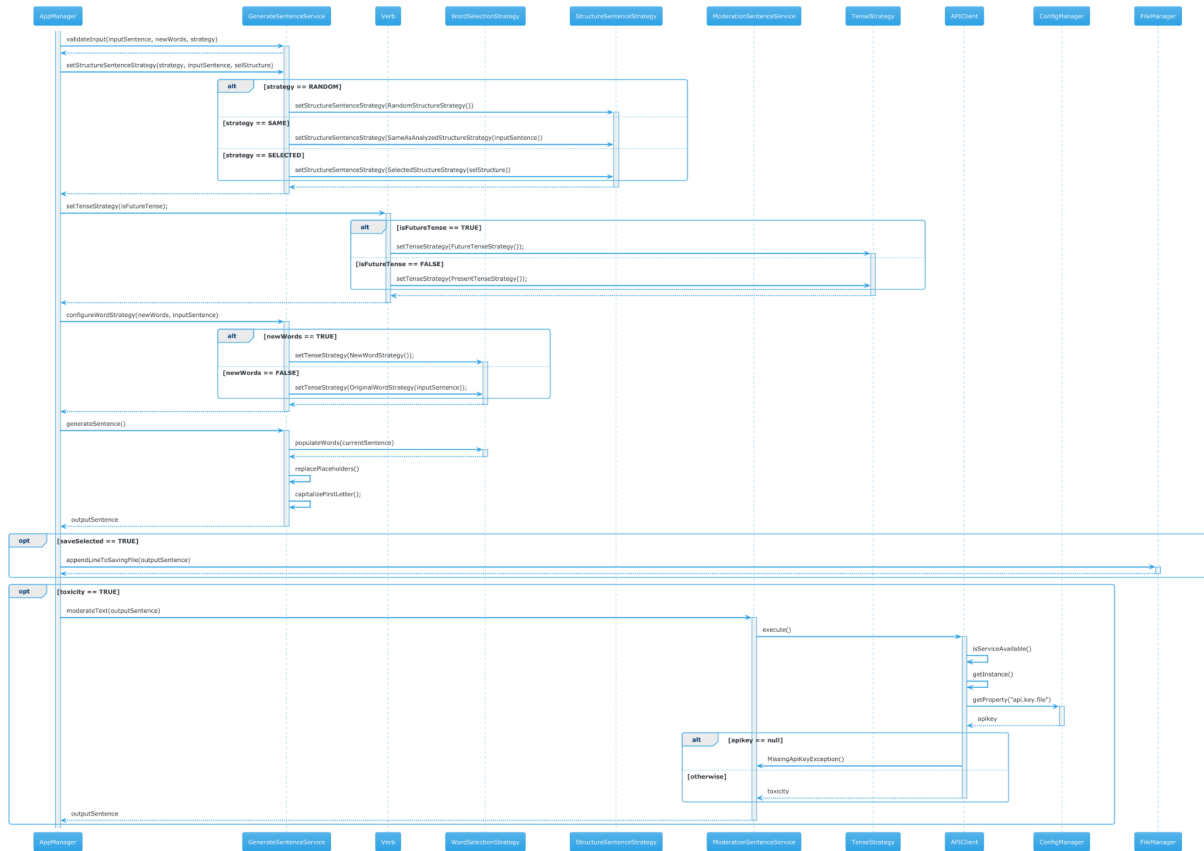 AppManager GenerateSentenceService Verb WordSelectionStrategy StructureSentenceStrategy ModerationSentenceService TenseStrategy APIClient ConfigManager FileManager
validateInput(inputSentence, newWords, strategy)
setStructureSentenceStrategy(strategy, inputSentence, selStructure)
alt [strategy == RANDOM]
setStructureSentenceStrategy(RandomStructureStrategy())
[strategy == SAME]
setStructureSentenceStrategy(SameAsAnalyzedStructureStrategy(inputSentence))
[strategy == SELECTED]
setStructureSentenceStrategy(SelectedStructureStrategy(selStructure))
setTenseStrategy(isFutureTense);
alt [isFutureTense == TRUE]
setTenseStrategy(FutureTenseStrategy());
[isFutureTense == FALSE]
setTenseStrategy(PresentTenseStrategy());
configureWordStrategy(newWords, inputSentence)
alt [newWords == TRUE]
setTenseStrategy(NewWordStrategy());
[newWords == FALSE]
setTenseStrategy(OriginalWordStrategy(inputSentence));
generateSentence()
populateWords(currentSentence)
replacePlaceholders()
capitalizeFirstLetter();
outputSentence
opt [saveSelected == TRUE]
appendLineToSavingFile(outputSentence)
opt [toxicity == TRUE]
moderateText(outputSentence)
execute()
isServiceAvailable()
getInstance()
getProperty("api.key.file")
apikey
alt [apikey == null]
MissingApiKeyException()
[otherwise]
toxicity
outputSentence
AppManager GenerateSentenceService Verb WordSelectionStrategy StructureSentenceStrategy ModerationSentenceService TenseStrategy APIClient ConfigManager FileManager